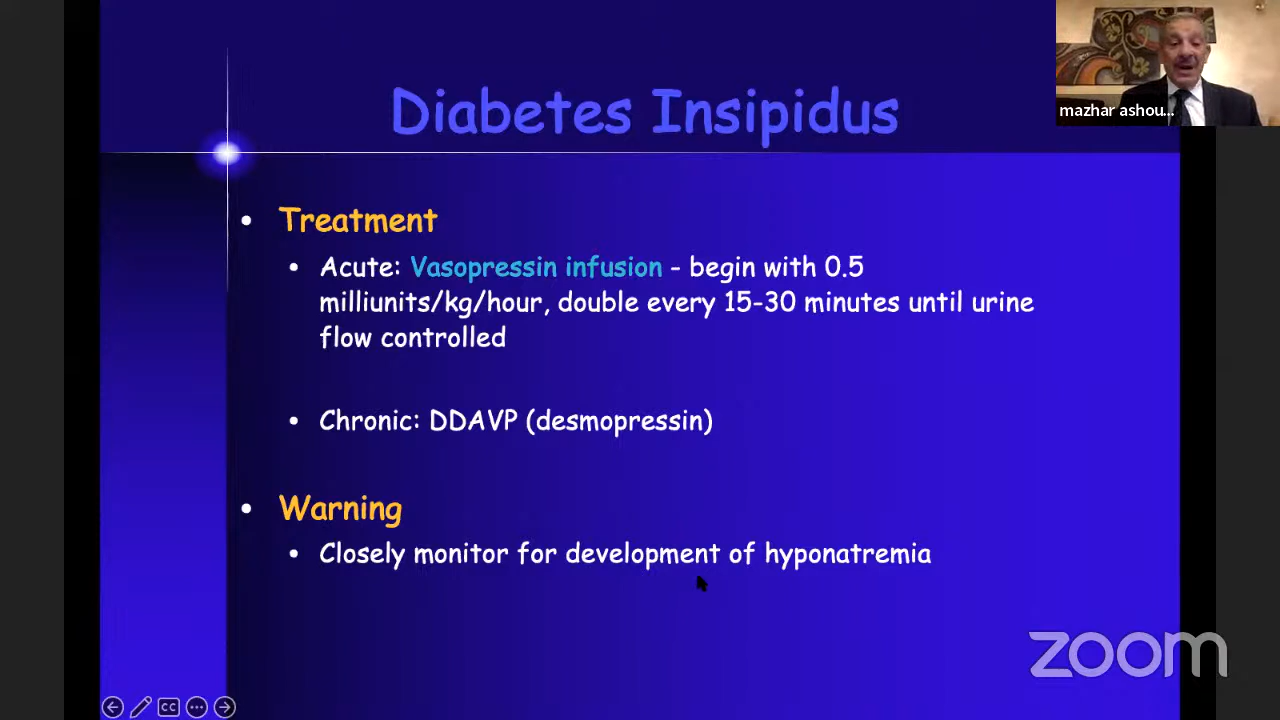 Diabetes Insipidus
mazhar ashou...
• Treatment
• Acute: Vasopressin infusion - begin with 0.5
milliunits/kg/hour, double every 15-30 minutes until urine
flow controlled
• Chronic: DDAVP (desmopressin)
• Warning
• Closely monitor for development of hyponatremia
zoom
CC